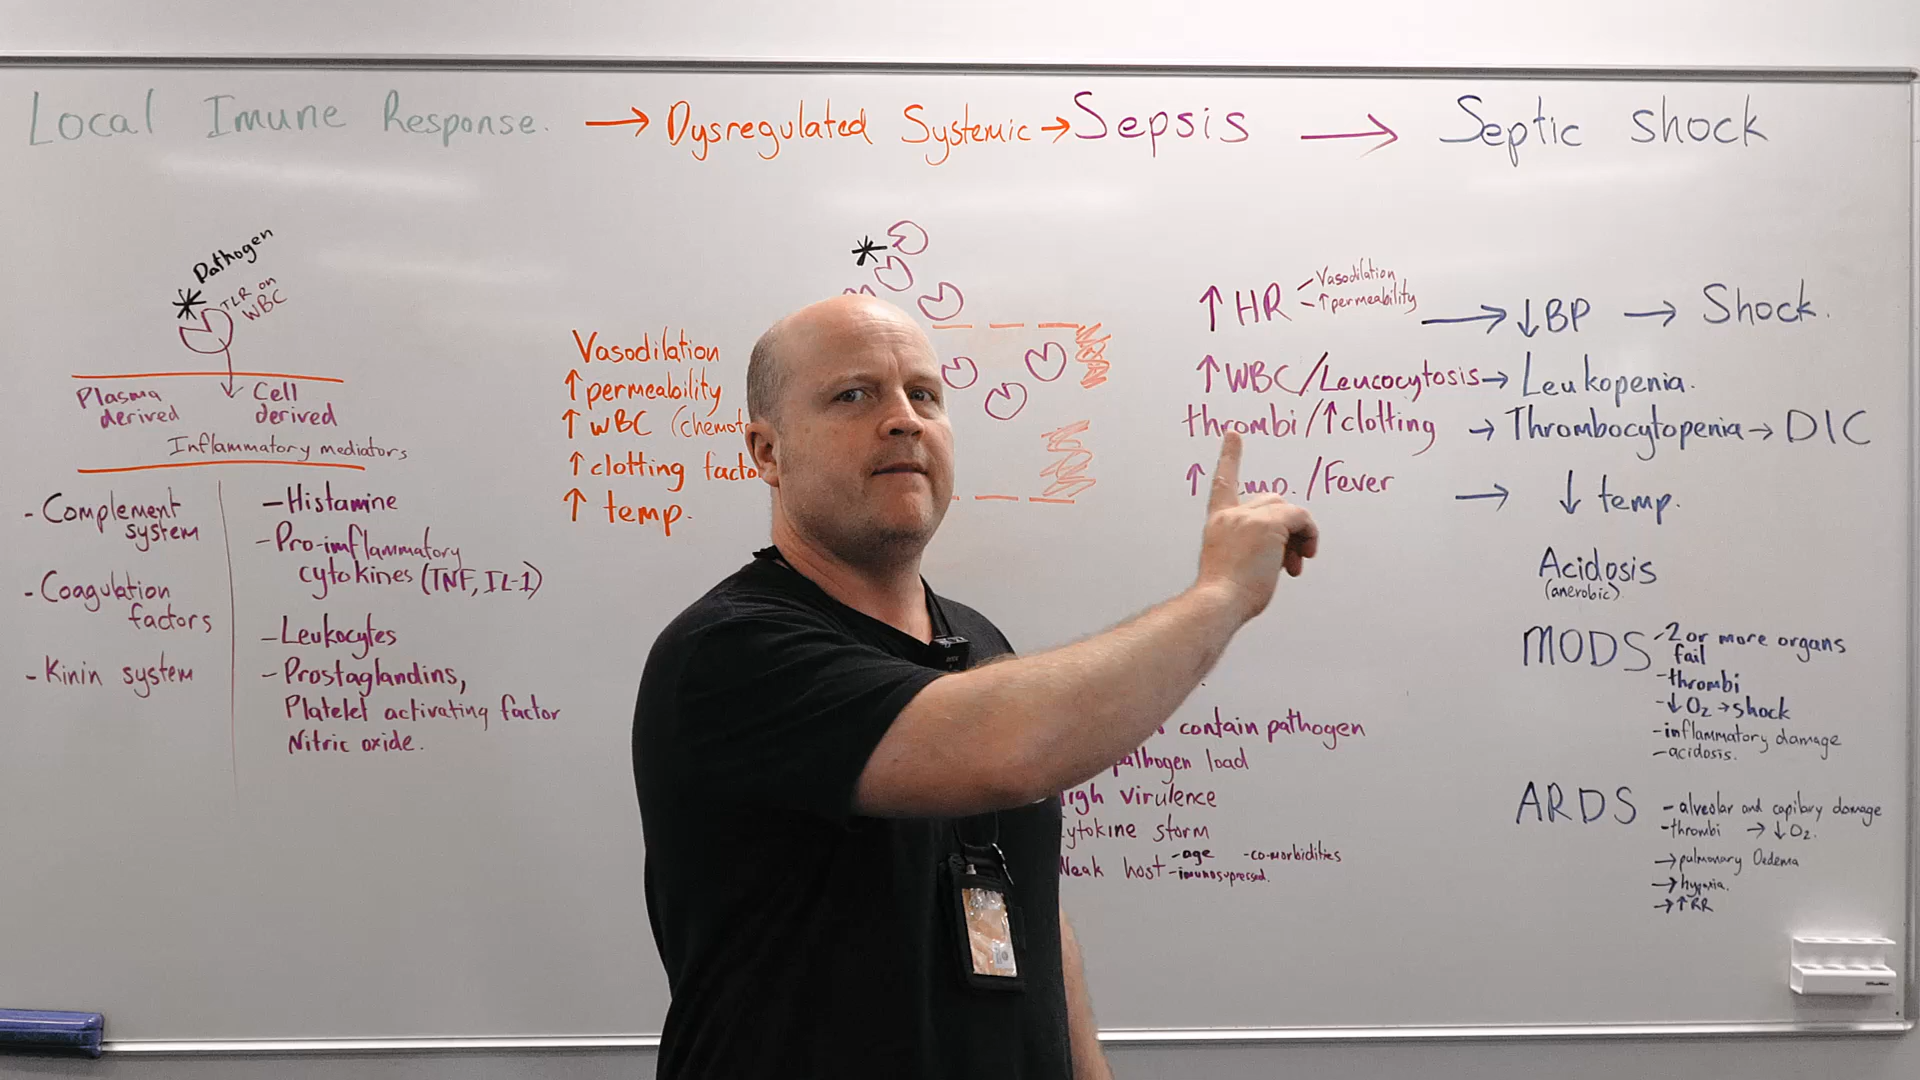 Local Imune Response. → Dysregulated Systemic → Sepsis → Septic shock
Pathogen
TLR on
WBC
Plasma
derived
Cell
derived
Inflammatory mediators
- Complement
system
- Coagulation
factors
- Kinin system
- Histamine
- Pro-imflammatory
cytokines (TNF, IL-1)
- Leukocytes
- Prostaglandins,
Platelet activating factor
Nitric oxide.
Vasodilation
↑ permeability
↑ WBC
↑ clotting
↑ temp.
↑ HR - Vasodilation
- ↑ permeability
→ ↓ BP → Shock.
↑ WBC/Leucocytosis → Leukopenia.
thrombi/↑ clotting → Thrombocytopenia → DIC
↑ /Fever → ↓ temp.
Acidosis
(anerobic)
MODS - 2 or more organs
fail
- thrombi
- ↓ O2 → shock
- inflammatory damage
- acidosis.
contain pathogen
pathogen load
Virulence
storm
host - age - co-morbidities
- imunosupressed.
ARDS - alveolar and capilary damage
- thrombi → ↓ O2.
→ pulmonary Oedema
→ hypoxia.
→ ↑ RR